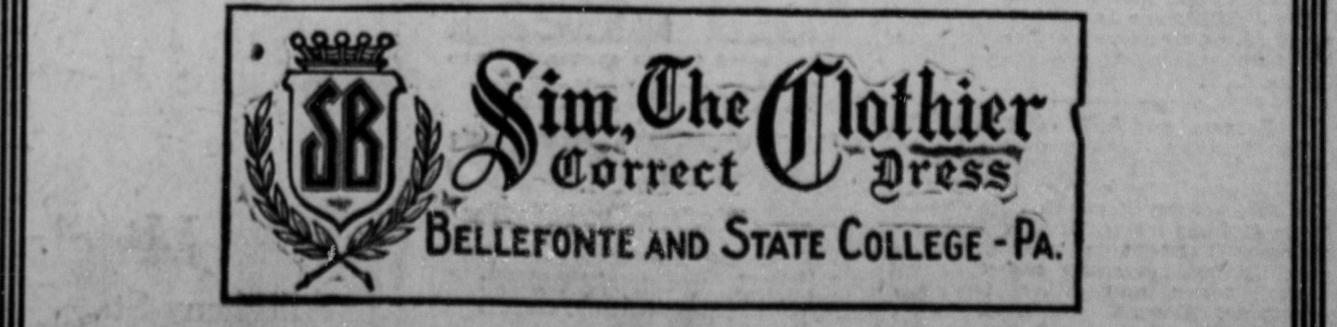 SB
Sim, The Clothier
Correct Dress
BELLEFONTE AND STATE COLLEGE - PA.